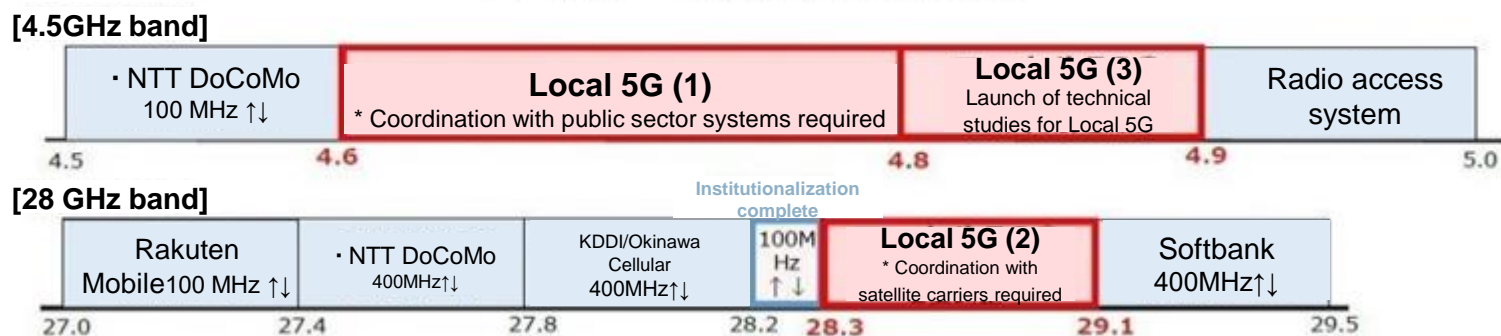 [4.5GHz band]
・NTT DoCoMo
100 MHz ↑↓
Local 5G (1)
* Coordination with public sector systems required
Local 5G (3)
Launch of technical
studies for Local 5G
Radio access
system
4.5
4.6
4.8
4.9
5.0
[28 GHz band]
Institutionalization
complete
Rakuten
Mobile100 MHz ↑↓
・NTT DoCoMo
400MHz↑↓
KDDI/Okinawa
Cellular
400MHz↑↓
100M
Hz
↑ ↓
Local 5G (2)
* Coordination with
satellite carriers required
Softbank
400MHz↑↓
27.0
27.4
27.8
28.2
28.3
29.1
29.5